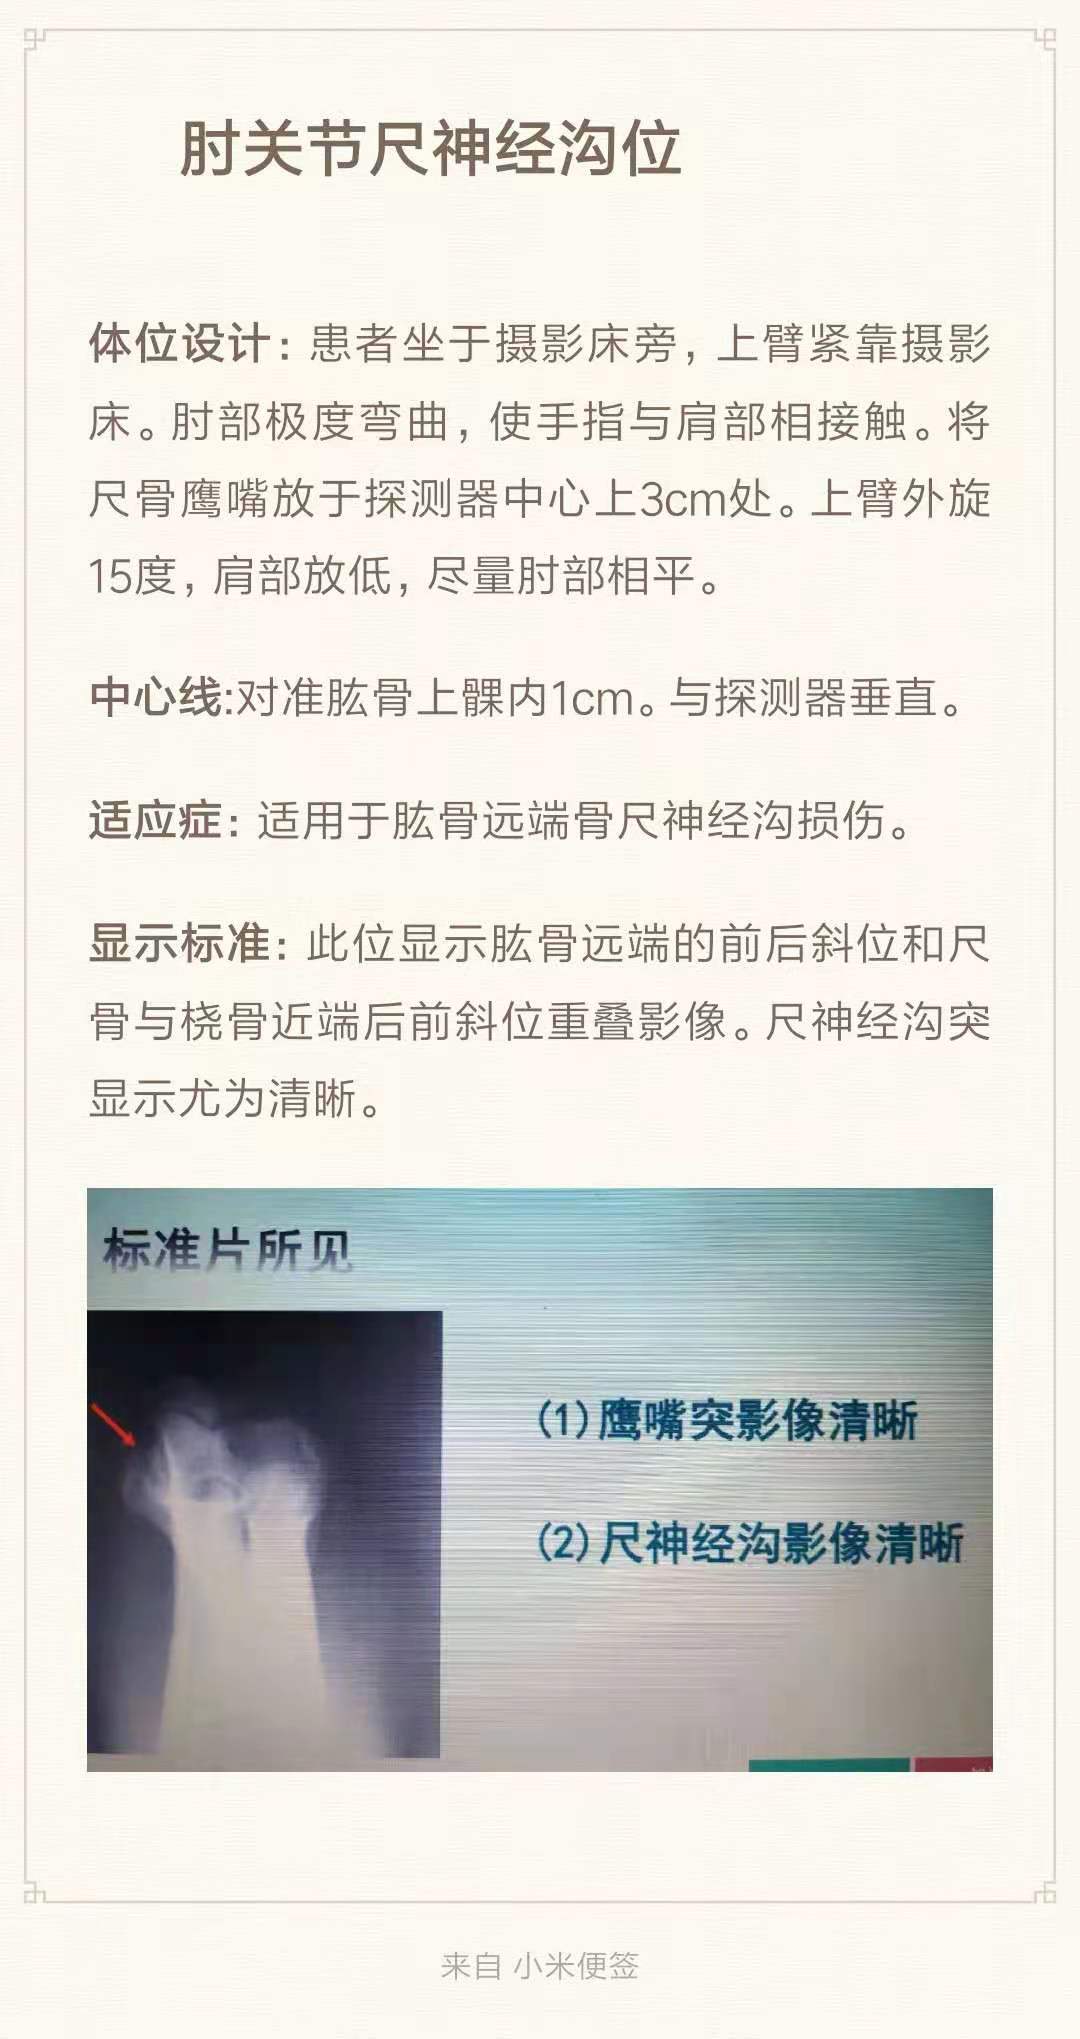 肘关节尺神经沟位
体位设计：患者坐于摄影床旁，上臂紧靠摄影
床。肘部极度弯曲，使手指与肩部相接触。将
尺骨鹰嘴放于探测器中心上3cm处。上臂外旋
15度，肩部放低，尽量肘部相平。
中心线:对准肱骨上髁内1cm。与探测器垂直。
适应症：适用于肱骨远端骨尺神经沟损伤。
显示标准：此位显示肱骨远端的前后斜位和尺
骨与桡骨近端后前斜位重叠影像。尺神经沟突
显示尤为清晰。
标准片所见
(1)鹰嘴突影像清晰
(2)尺神经沟影像清晰
来自 小米便签